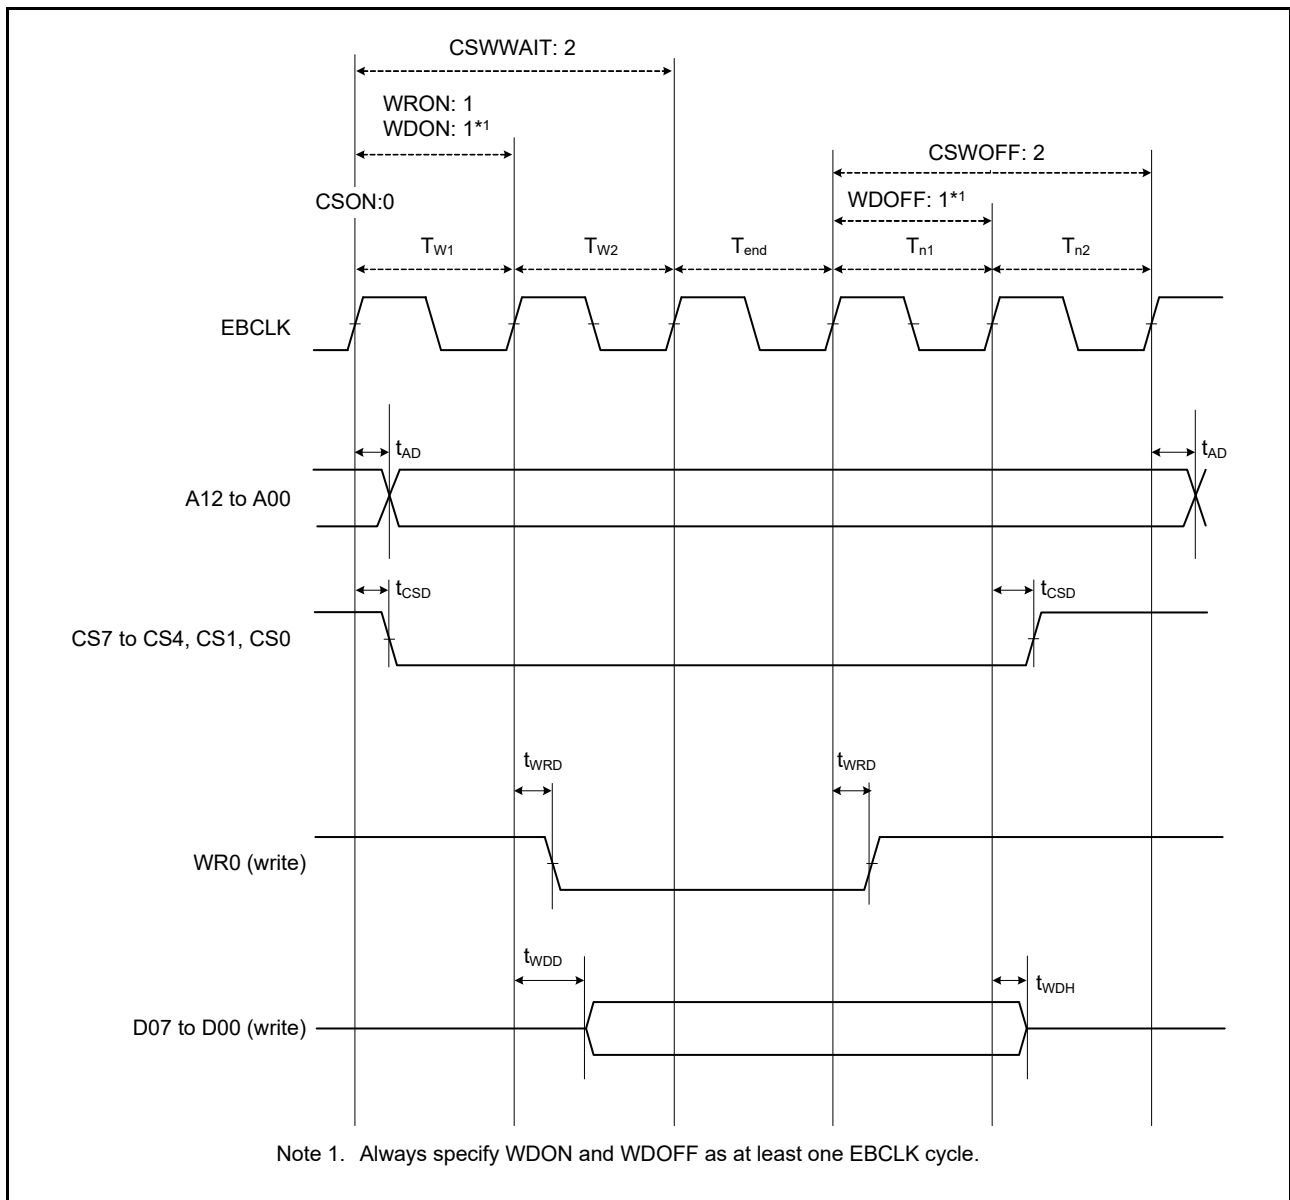 CSWWAIT: 2
WRON: 1
WDON: 1*1
CSWOFF: 2
CSON:0
WDOFF: 1*1
TW1 TW2 Tend Tn1 Tn2
EBCLK
tAD tAD
A12 to A00
tCSD tCSD
CS7 to CS4, CS1, CS0
tWRD tWRD
WR0 (write)
tWDD tWDH
D07 to D00 (write)
Note 1. Always specify WDON and WDOFF as at least one EBCLK cycle.